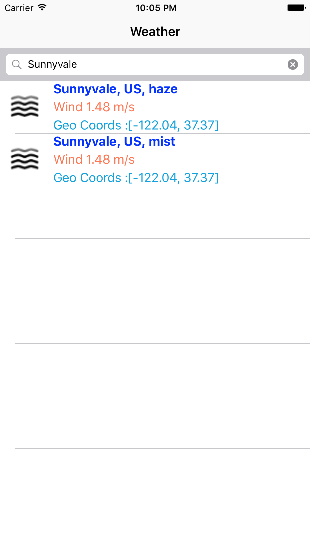 Carrier 10:05 PM
Weather
Sunnyvale
Sunnyvale, US, haze
Wind 1.48 m/s
Geo Coords :[-122.04, 37.37]
Sunnyvale, US, mist
Wind 1.48 m/s
Geo Coords :[-122.04, 37.37]